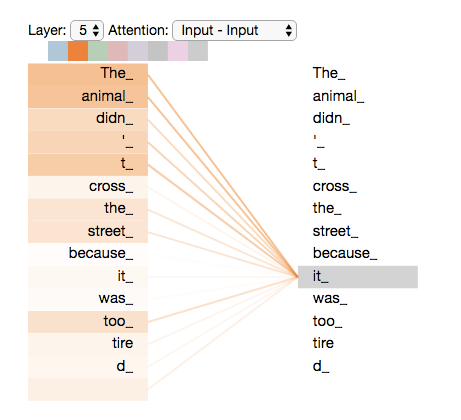 Layer: 5 Attention: Input - Input
The_ The_
animal_ animal_
didn_ didn_
'_ '_
t_ t_
cross_ cross_
the_ the_
street_ street_
because_ because_
it_ it_
was_ was_
too_ too_
tire tire
d_ d_